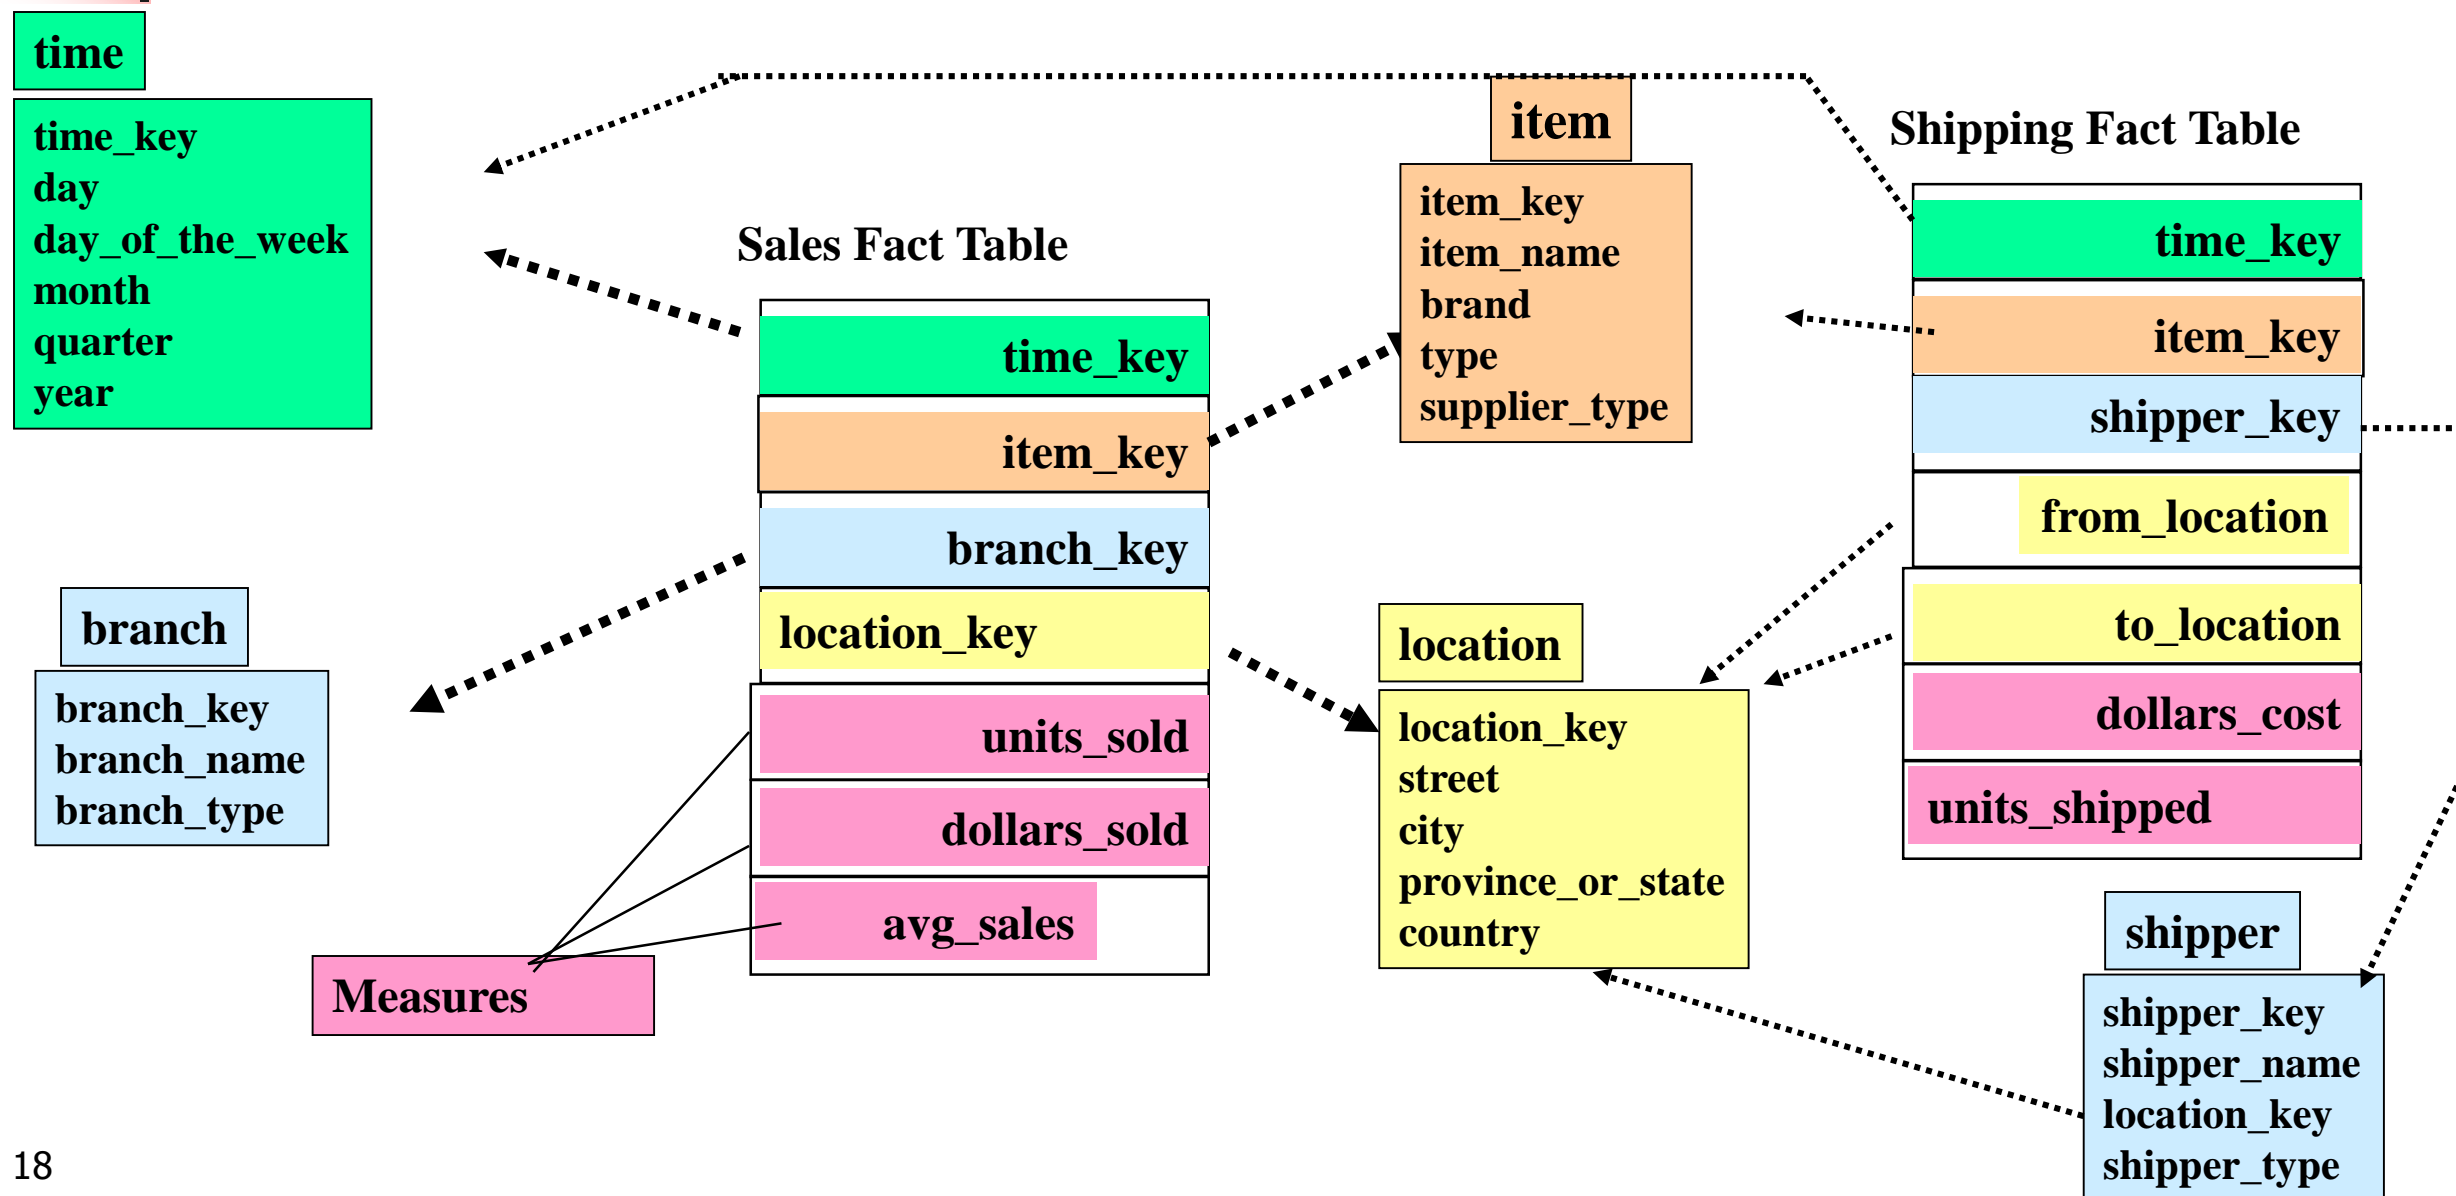 time
time_key
day
day_of_the_week
month
quarter
year
Sales Fact Table
time_key
item_key
branch_key
location_key
units_sold
dollars_sold
avg_sales
Measures
branch
branch_key
branch_name
branch_type
item
item_key
item_name
brand
type
supplier_type
location
location_key
street
city
province_or_state
country
Shipping Fact Table
time_key
item_key
shipper_key
from_location
to_location
dollars_cost
units_shipped
shipper
shipper_key
shipper_name
location_key
shipper_type
18